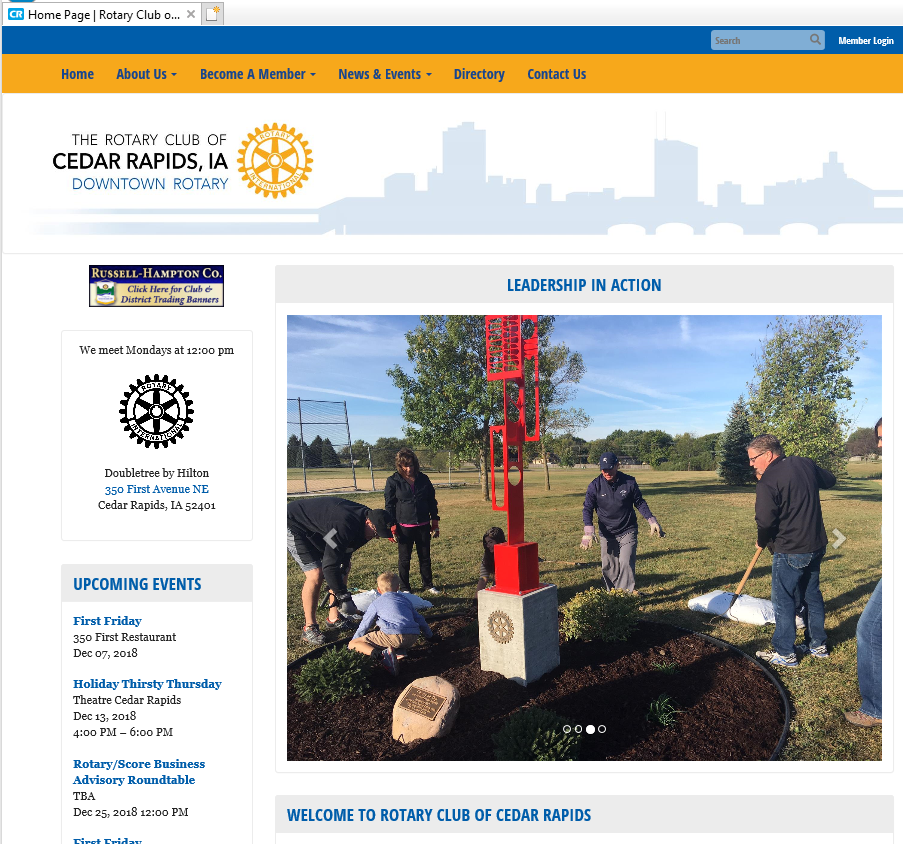 CR Home Page | Rotary Club o...
Search
Member Login
Home
About Us
Become A Member
News & Events
Directory
Contact Us
THE ROTARY CLUB OF
CEDAR RAPIDS, IA
DOWNTOWN ROTARY
ROTARY
INTERNATIONAL
RUSSELL-HAMPTON CO.
Click Here for Club &
District Trading Banners
We meet Mondays at 12:00 pm
ROTARY
INTERNATIONAL
Doubletree by Hilton
350 First Avenue NE
Cedar Rapids, IA 52401
UPCOMING EVENTS
First Friday
350 First Restaurant
Dec 07, 2018
Holiday Thirsty Thursday
Theatre Cedar Rapids
Dec 13, 2018
4:00 PM – 6:00 PM
Rotary/Score Business
Advisory Roundtable
TBA
Dec 25, 2018 12:00 PM
First Friday
LEADERSHIP IN ACTION
WELCOME TO ROTARY CLUB OF CEDAR RAPIDS